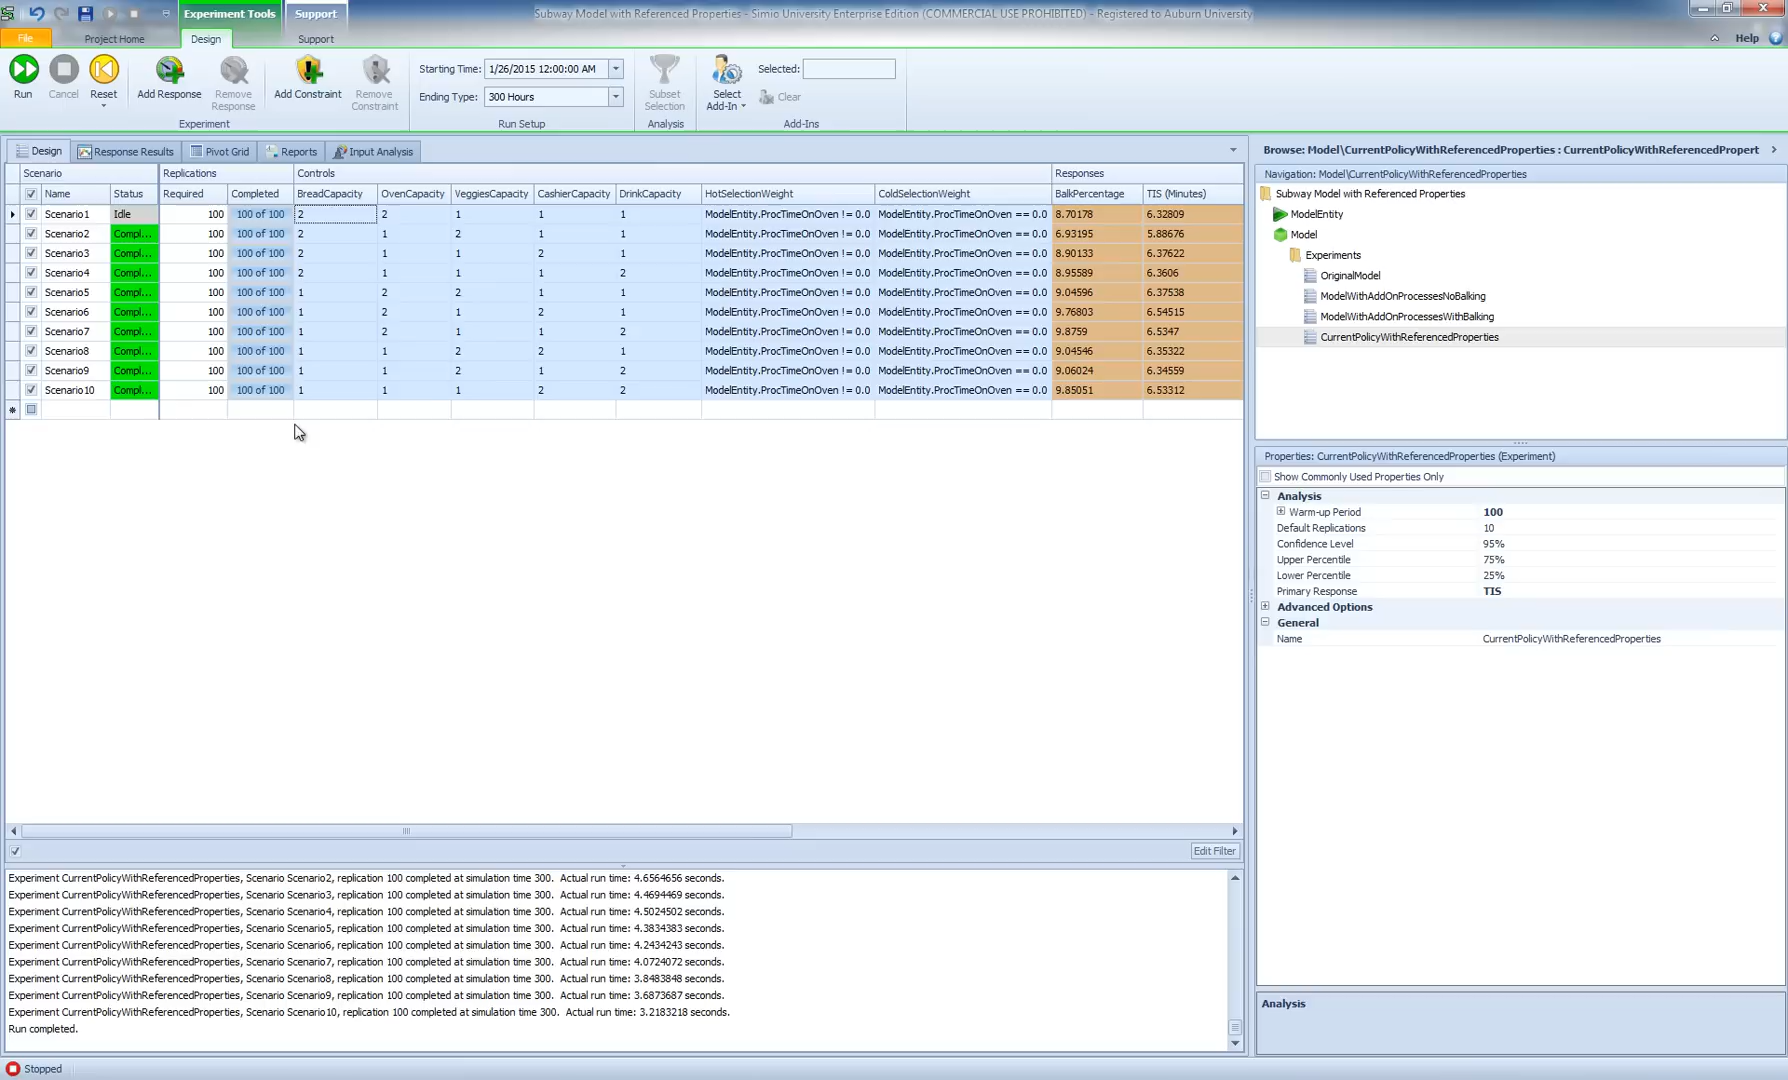 Experiment Tools Support Subway Model with Referenced Properties - Simio University Enterprise Edition (COMMERCIAL USE PROHIBITED) - Registered to Auburn University
File Project Home Design Support Help
Run Cancel Reset Add Response Remove Response Add Constraint Remove Constraint
Experiment
Starting Time: 1/26/2015 12:00:00 AM
Ending Type: 300 Hours
Run Setup
Subset Selection
Analysis
Select Add-In
Selected:
Clear
Add-Ins
Design Response Results Pivot Grid Reports Input Analysis
Scenario Replications Controls Responses
Name Status Required Completed BreadCapacity OvenCapacity VeggiesCapacity CashierCapacity DrinkCapacity HotSelectionWeight ColdSelectionWeight BalkPercentage TIS (Minutes)
Scenario1 Idle 100 100 of 100 2 2 1 1 1 ModelEntity.ProcTimeOnOven != 0.0 ModelEntity.ProcTimeOnOven == 0.0 8.70178 6.32809
Scenario2 Compl... 100 100 of 100 2 1 2 1 1 ModelEntity.ProcTimeOnOven != 0.0 ModelEntity.ProcTimeOnOven == 0.0 6.93195 5.88676
Scenario3 Compl... 100 100 of 100 2 1 1 2 1 ModelEntity.ProcTimeOnOven != 0.0 ModelEntity.ProcTimeOnOven == 0.0 8.90133 6.37622
Scenario4 Compl... 100 100 of 100 2 1 1 1 2 ModelEntity.ProcTimeOnOven != 0.0 ModelEntity.ProcTimeOnOven == 0.0 8.95589 6.3606
Scenario5 Compl... 100 100 of 100 1 2 2 1 1 ModelEntity.ProcTimeOnOven != 0.0 ModelEntity.ProcTimeOnOven == 0.0 9.04596 6.37538
Scenario6 Compl... 100 100 of 100 1 2 1 2 1 ModelEntity.ProcTimeOnOven != 0.0 ModelEntity.ProcTimeOnOven == 0.0 9.76803 6.54515
Scenario7 Compl... 100 100 of 100 1 2 1 1 2 ModelEntity.ProcTimeOnOven != 0.0 ModelEntity.ProcTimeOnOven == 0.0 9.8759 6.5347
Scenario8 Compl... 100 100 of 100 1 1 2 2 1 ModelEntity.ProcTimeOnOven != 0.0 ModelEntity.ProcTimeOnOven == 0.0 9.04546 6.35322
Scenario9 Compl... 100 100 of 100 1 1 2 1 2 ModelEntity.ProcTimeOnOven != 0.0 ModelEntity.ProcTimeOnOven == 0.0 9.06024 6.34559
Scenario10 Compl... 100 100 of 100 1 1 1 2 2 ModelEntity.ProcTimeOnOven != 0.0 ModelEntity.ProcTimeOnOven == 0.0 9.85051 6.53312
Edit Filter
Experiment CurrentPolicyWithReferencedProperties, Scenario Scenario2, replication 100 completed at simulation time 300. Actual run time: 4.6564656 seconds.
Experiment CurrentPolicyWithReferencedProperties, Scenario Scenario3, replication 100 completed at simulation time 300. Actual run time: 4.4694469 seconds.
Experiment CurrentPolicyWithReferencedProperties, Scenario Scenario4, replication 100 completed at simulation time 300. Actual run time: 4.5024502 seconds.
Experiment CurrentPolicyWithReferencedProperties, Scenario Scenario5, replication 100 completed at simulation time 300. Actual run time: 4.3834383 seconds.
Experiment CurrentPolicyWithReferencedProperties, Scenario Scenario6, replication 100 completed at simulation time 300. Actual run time: 4.2434243 seconds.
Experiment CurrentPolicyWithReferencedProperties, Scenario Scenario7, replication 100 completed at simulation time 300. Actual run time: 4.0724072 seconds.
Experiment CurrentPolicyWithReferencedProperties, Scenario Scenario8, replication 100 completed at simulation time 300. Actual run time: 3.8483848 seconds.
Experiment CurrentPolicyWithReferencedProperties, Scenario Scenario9, replication 100 completed at simulation time 300. Actual run time: 3.6873687 seconds.
Experiment CurrentPolicyWithReferencedProperties, Scenario Scenario10, replication 100 completed at simulation time 300. Actual run time: 3.2183218 seconds.
Run completed.
Browse: Model\CurrentPolicyWithReferencedProperties : CurrentPolicyWithReferencedPropert
Navigation: Model\CurrentPolicyWithReferencedProperties
Subway Model with Referenced Properties
ModelEntity
Model
Experiments
OriginalModel
ModelWithAddOnProcessesNoBalking
ModelWithAddOnProcessesWithBalking
CurrentPolicyWithReferencedProperties
Properties: CurrentPolicyWithReferencedProperties (Experiment)
Show Commonly Used Properties Only
Analysis
Warm-up Period 100
Default Replications 10
Confidence Level 95%
Upper Percentile 75%
Lower Percentile 25%
Primary Response TIS
Advanced Options
General
Name CurrentPolicyWithReferencedProperties
Analysis
Stopped